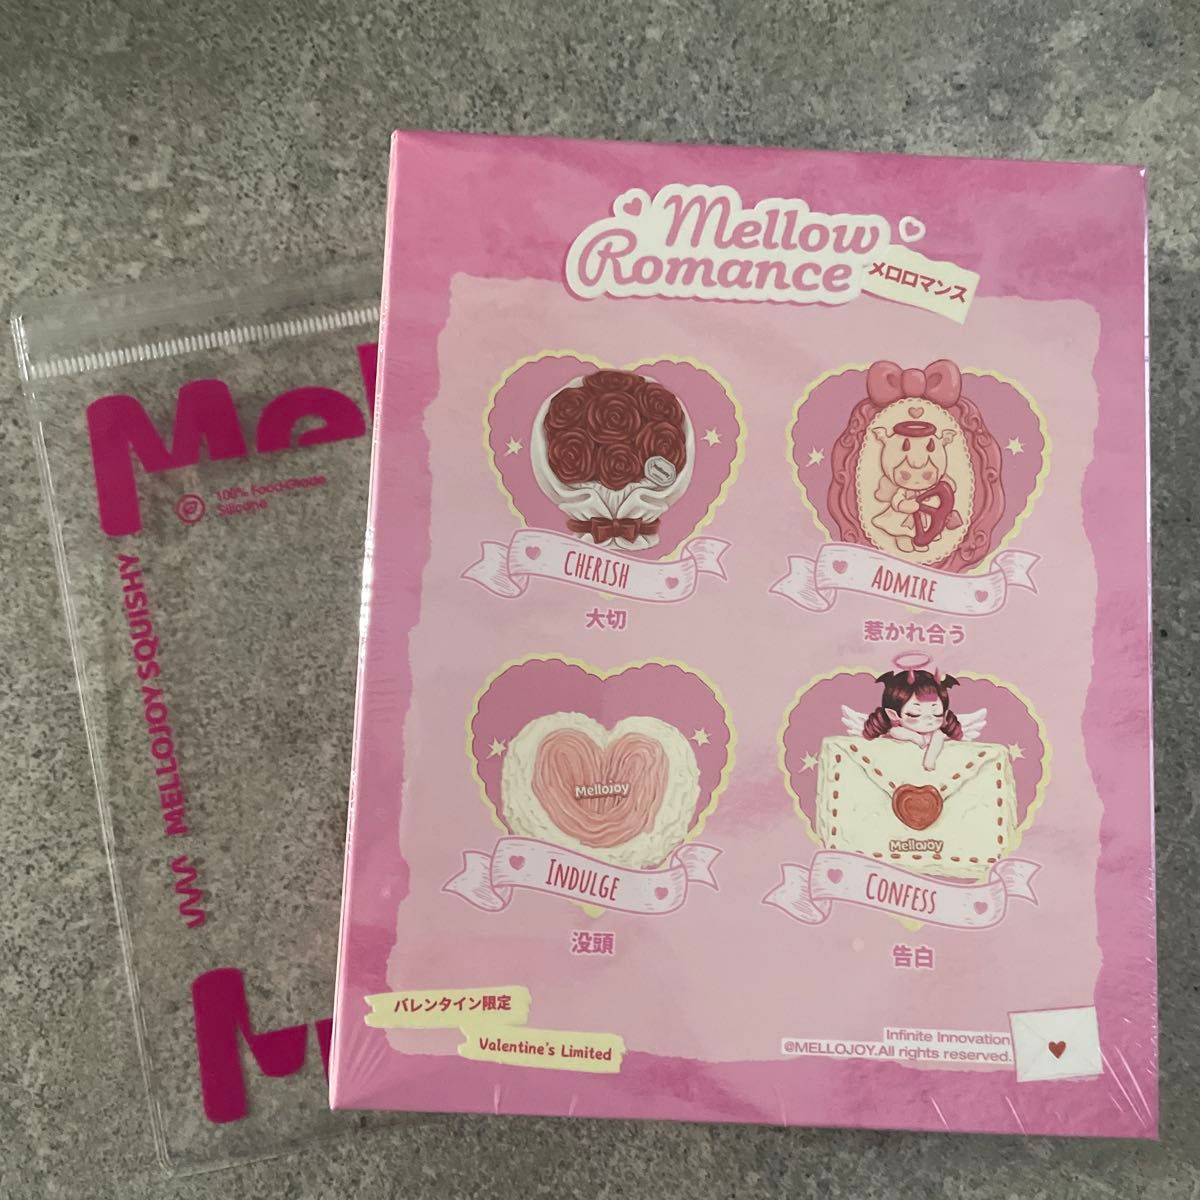 Mellow
Romance
メロロマンス
CHERISH
大切
ADMIRE
惹かれ合う
Mellojoy
INDULGE
没頭
MelloJoy
CONFESS
告白
バレンタイン限定
Valentine's Limited
Infinite Innovation
@MELLOJOY.All rights reserved.
100% Food-Grade
Silicone
MELLOJOY SQUISHY